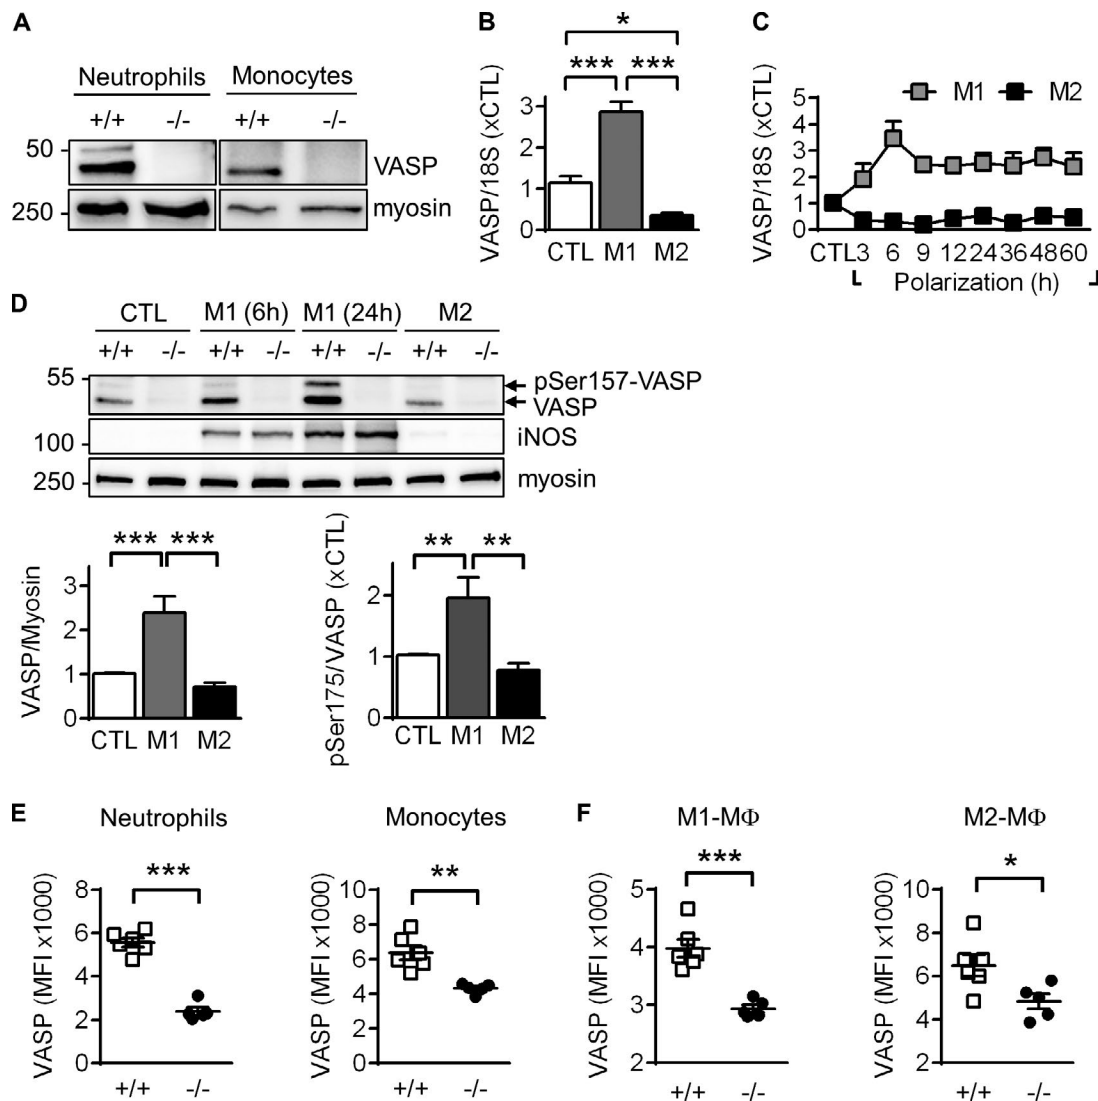 A
Neutrophils Monocytes
+/+ -/- +/+ -/-
50
VASP
250
myosin
B
*
*** ***
VASP/18S (xCTL)
3
2
1
0
CTL M1 M2
C
M1 M2
VASP/18S (xCTL)
5
4
3
2
1
0
CTL 3 6 9 12 24 36 48 60
Polarization (h)
D
CTL M1 (6h) M1 (24h) M2
+/+ -/- +/+ -/- +/+ -/- +/+ -/-
55
pSer157-VASP
VASP
100
iNOS
250
myosin
*** ***
VASP/Myosin
3
2
1
0
CTL M1 M2
** **
pSer175/VASP (xCTL)
2
1
0
CTL M1 M2
E
Neutrophils
***
VASP (MFI x1000)
8
6
4
2
0
+/+ -/-
Monocytes
**
VASP (MFI x1000)
10
8
6
4
2
0
+/+ -/-
F
M1-MΦ
***
VASP (MFI x1000)
5
4
3
2
+/+ -/-
M2-MΦ
*
VASP (MFI x1000)
10
8
6
4
2
+/+ -/-